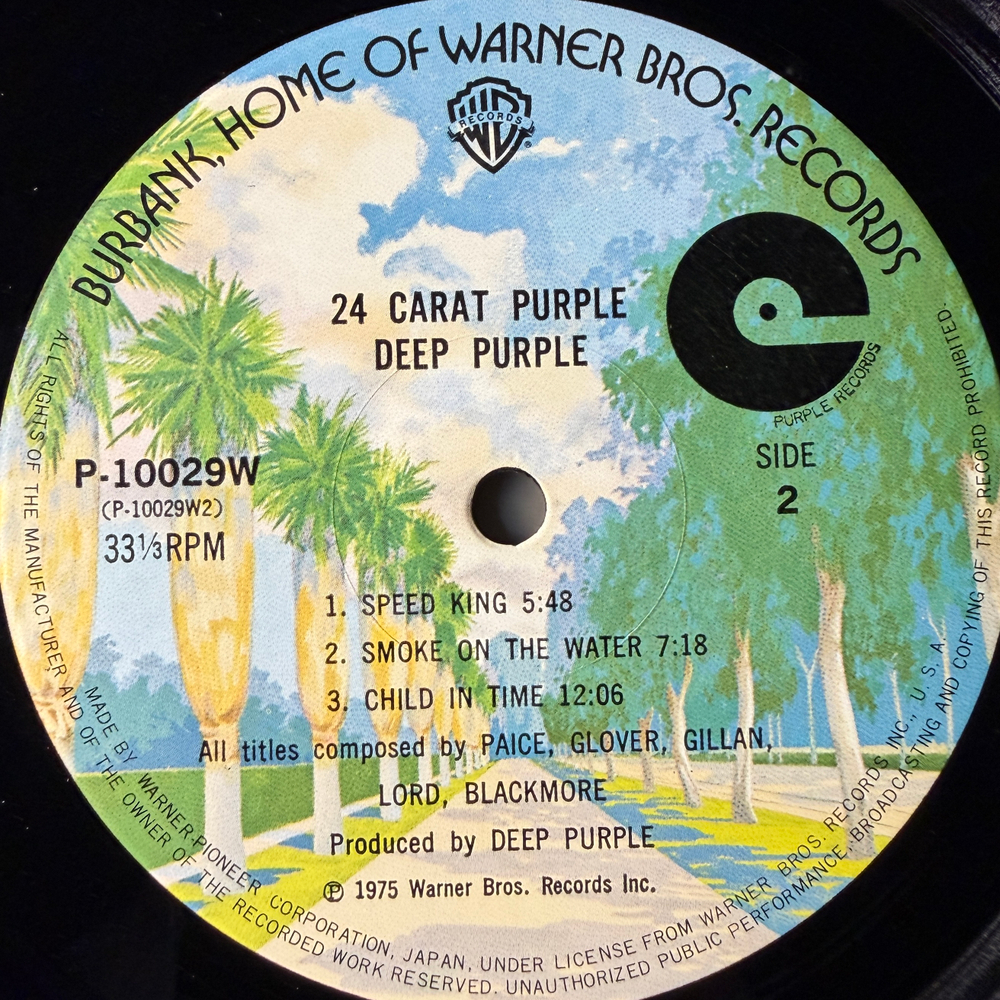 BURBANK, HOME OF WARNER BROS. RECORDS
W RECORDS ®
24 CARAT PURPLE
DEEP PURPLE
PURPLE RECORDS
P-10029W
(P-10029W2)
33⅓RPM
SIDE
2
1. SPEED KING 5:48
2. SMOKE ON THE WATER 7:18
3. CHILD IN TIME 12:06
All titles composed by PAICE, GLOVER, GILLAN,
LORD, BLACKMORE
Produced by DEEP PURPLE
Ⓟ 1975 Warner Bros. Records Inc.
MADE BY WARNER-PIONEER CORPORATION, JAPAN, UNDER LICENSE FROM WARNER BROS. RECORDS INC., U. S. A.
ALL RIGHTS OF THE MANUFACTURER AND OF THE OWNER OF THE RECORDED WORK RESERVED. UNAUTHORIZED PUBLIC PERFORMANCE, BROADCASTING AND COPYING OF THIS RECORD PROHIBITED.